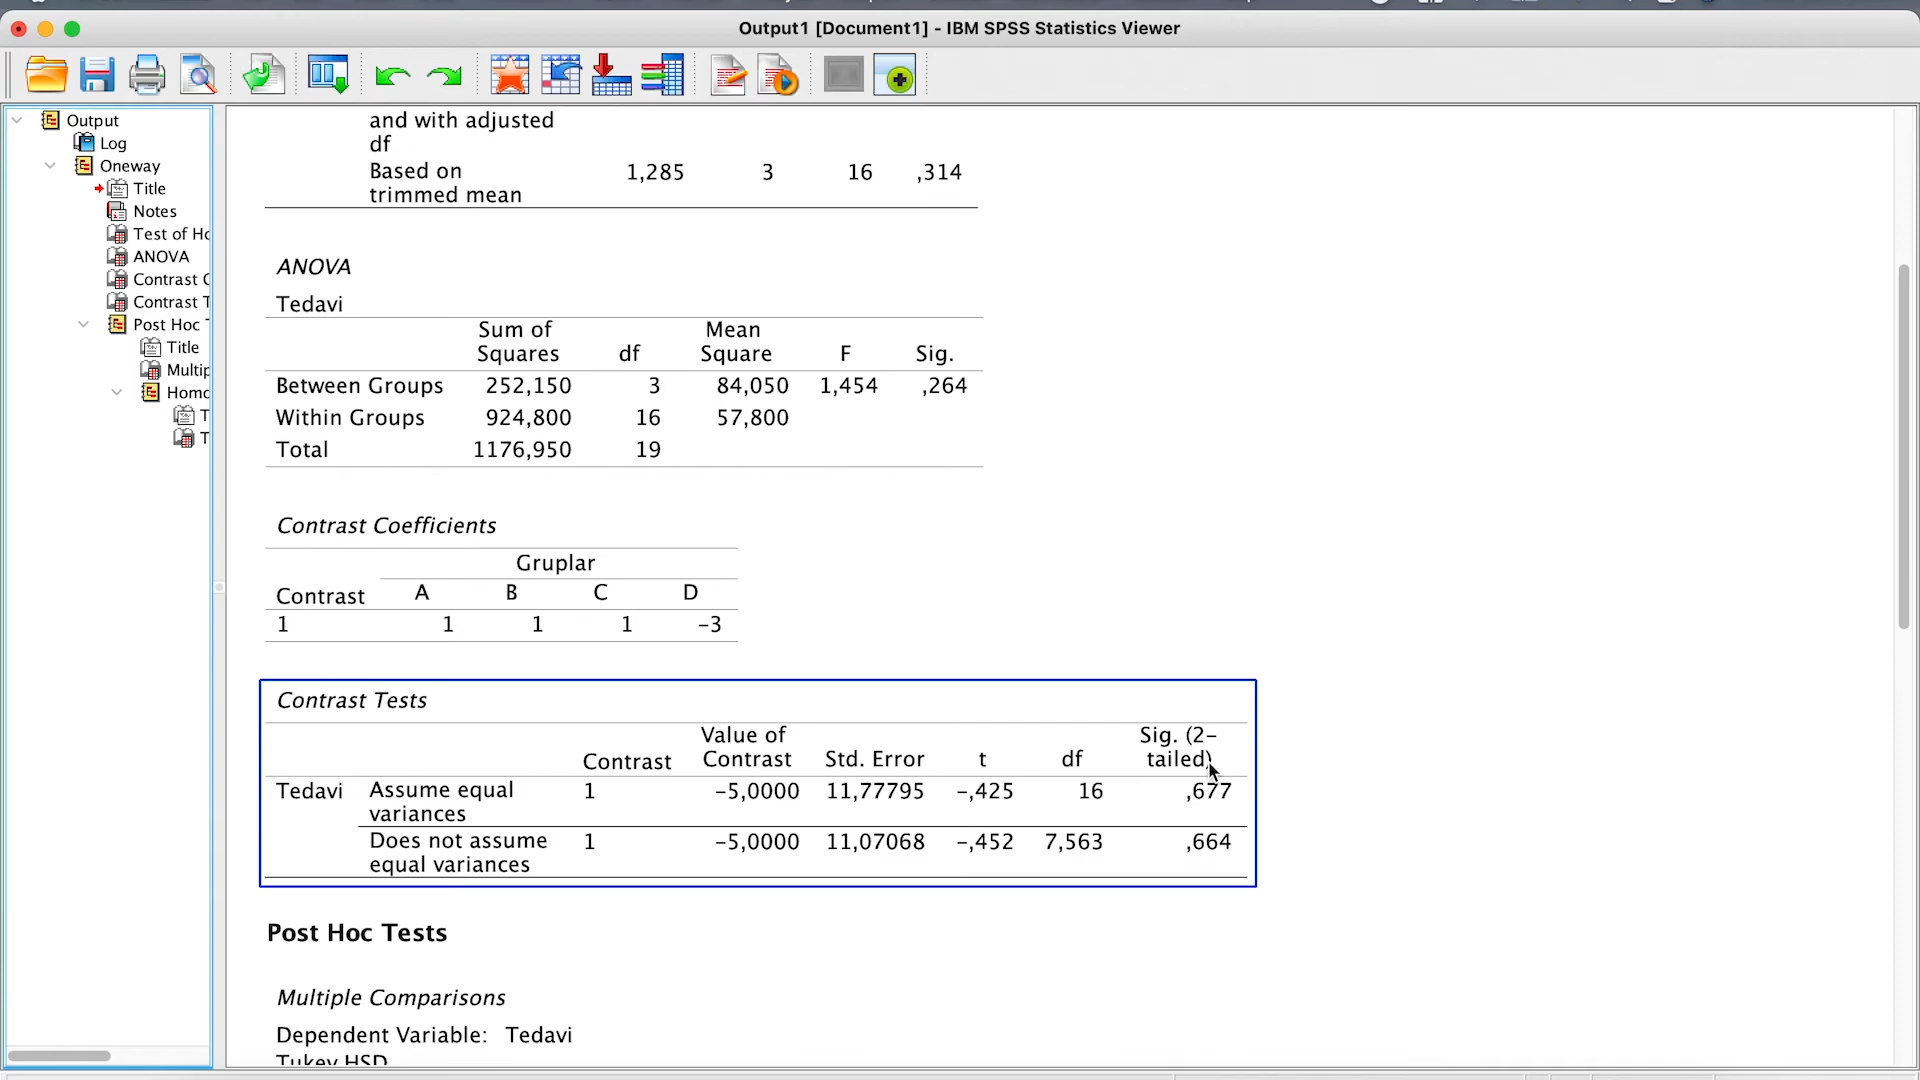 Output1 [Document1] - IBM SPSS Statistics Viewer
Output
Log
Oneway
Title
Notes
Test of Ho
ANOVA
Contrast C
Contrast T
Post Hoc T
Title
Multip
Homo
T
T
and with adjusted
df
Based on 1,285 3 16 ,314
trimmed mean
ANOVA
Tedavi
Sum of Mean
Squares df Square F Sig.
Between Groups 252,150 3 84,050 1,454 ,264
Within Groups 924,800 16 57,800
Total 1176,950 19
Contrast Coefficients
Gruplar
Contrast A B C D
1 1 1 1 -3
Contrast Tests
Value of Sig. (2-
Contrast Contrast Std. Error t df tailed)
Tedavi Assume equal 1 -5,0000 11,77795 -,425 16 ,677
variances
Does not assume 1 -5,0000 11,07068 -,452 7,563 ,664
equal variances
Post Hoc Tests
Multiple Comparisons
Dependent Variable: Tedavi
Tukey HSD